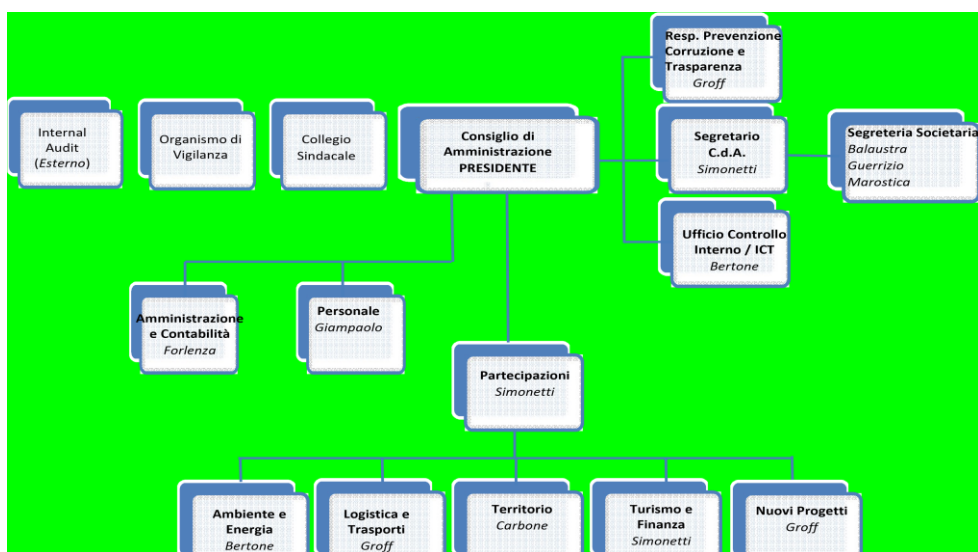 Resp. Prevenzione
Corruzione e
Trasparenza
Groff
Internal
Audit
(Esterno)
Organismo di
Vigilanza
Collegio
Sindacale
Consiglio di
Amministrazione
PRESIDENTE
Segretario
C.d.A.
Simonetti
Segreteria Societaria
Balaustra
Guerrizio
Marostica
Ufficio Controllo
Interno / ICT
Bertone
Amministrazione
e Contabilità
Forlenza
Personale
Giampaolo
Partecipazioni
Simonetti
Ambiente e
Energia
Bertone
Logistica e
Trasporti
Groff
Territorio
Carbone
Turismo e
Finanza
Simonetti
Nuovi Progetti
Groff